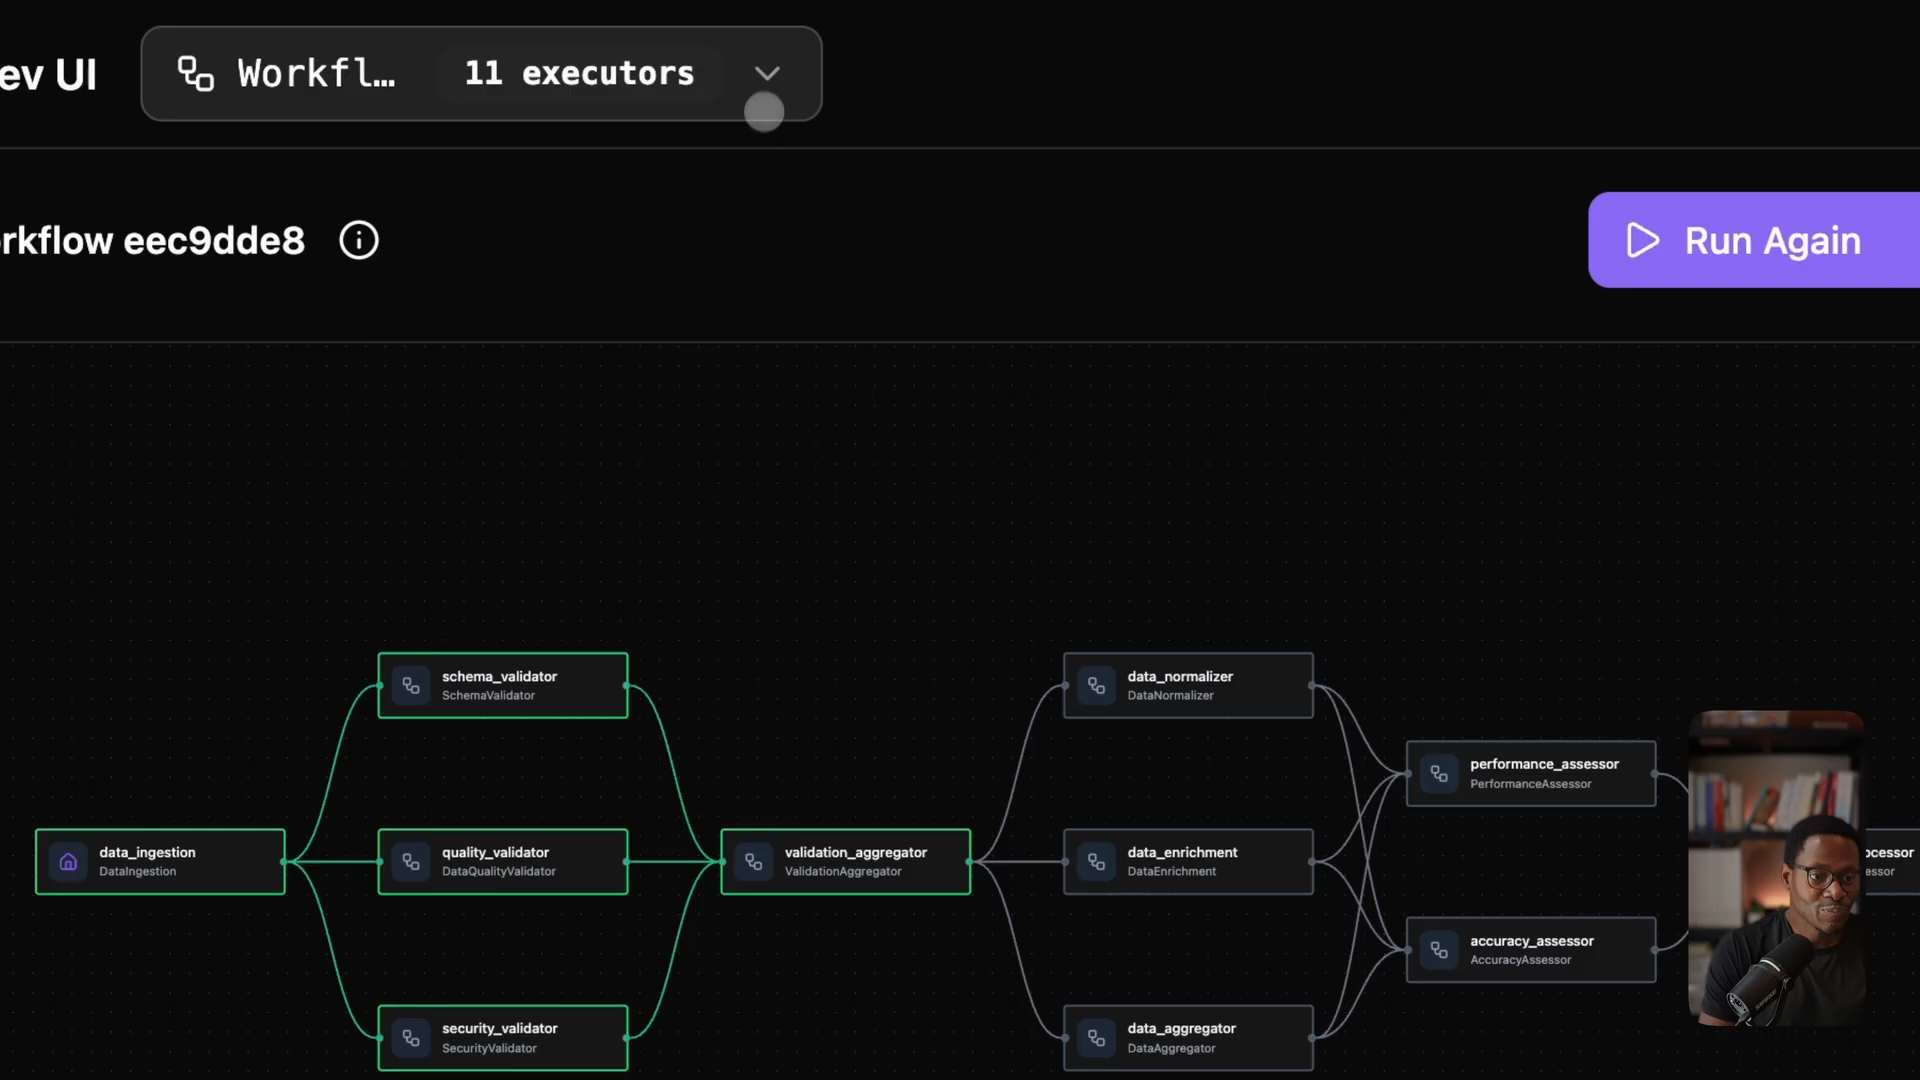 ev UI
Workfl…
11 executors
rkflow eec9dde8
Run Again
schema_validator
SchemaValidator
data_normalizer
DataNormalizer
performance_assessor
PerformanceAssessor
data_ingestion
DataIngestion
quality_validator
DataQualityValidator
validation_aggregator
ValidationAggregator
data_enrichment
DataEnrichment
ocessor
essor
accuracy_assessor
AccuracyAssessor
security_validator
SecurityValidator
data_aggregator
DataAggregator